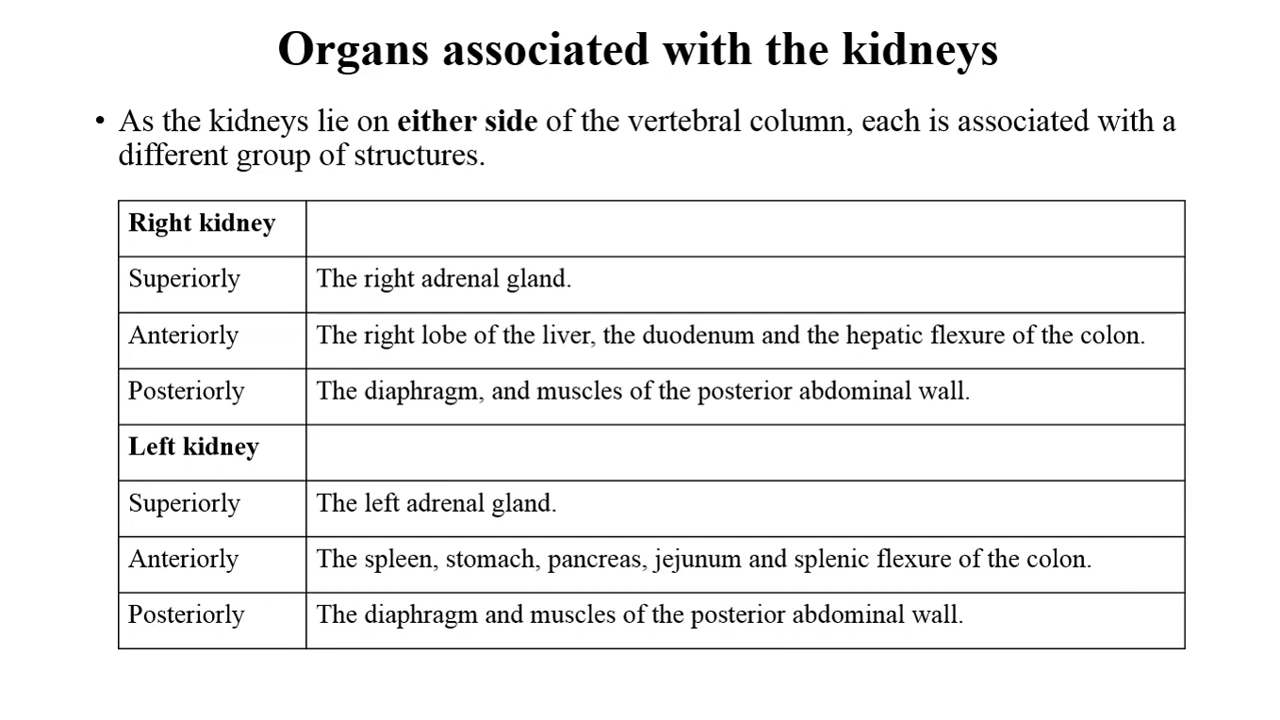 Organs associated with the kidneys
• As the kidneys lie on either side of the vertebral column, each is associated with a
different group of structures.
Right kidney
Superiorly The right adrenal gland.
Anteriorly The right lobe of the liver, the duodenum and the hepatic flexure of the colon.
Posteriorly The diaphragm, and muscles of the posterior abdominal wall.
Left kidney
Superiorly The left adrenal gland.
Anteriorly The spleen, stomach, pancreas, jejunum and splenic flexure of the colon.
Posteriorly The diaphragm and muscles of the posterior abdominal wall.